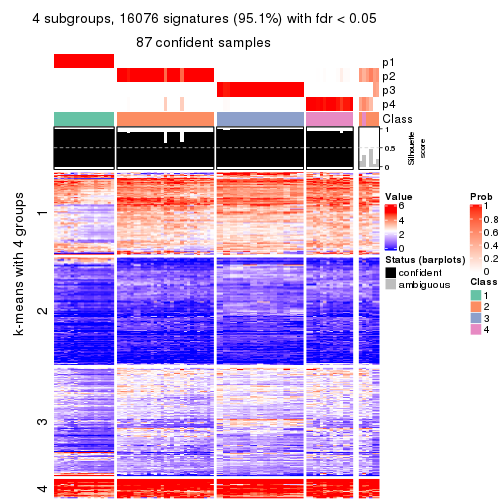 4 subgroups, 16076 signatures (95.1%) with fdr < 0.05
87 confident samples
p1
p2
p3
p4
Class
1
0.5
0
Silhouette
score
k-means with 4 groups
1
2
3
4
Value
6
4
2
0
Status (barplots)
confident
ambiguous
Prob
1
0.8
0.6
0.4
0.2
0
Class
1
2
3
4